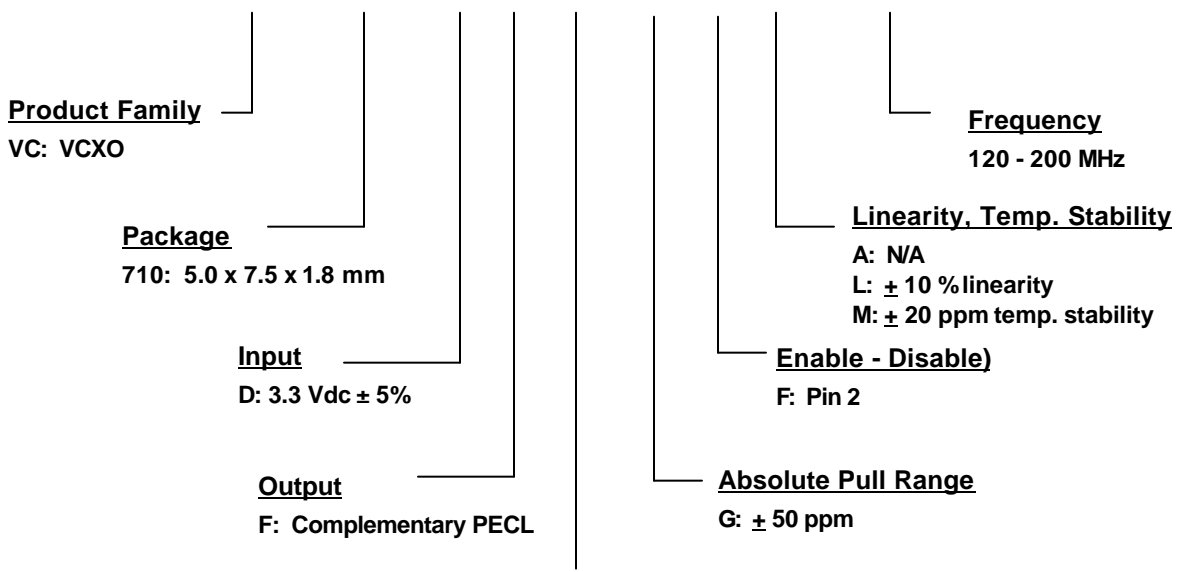 Product Family
VC: VCXO
Package
710: 5.0 x 7.5 x 1.8 mm
Input
D: 3.3 Vdc ± 5%
Output
F: Complementary PECL
Frequency
120 - 200 MHz
Linearity, Temp. Stability
A: N/A
L: ± 10 % linearity
M: ± 20 ppm temp. stability
Enable - Disable)
F: Pin 2
Absolute Pull Range
G: ± 50 ppm